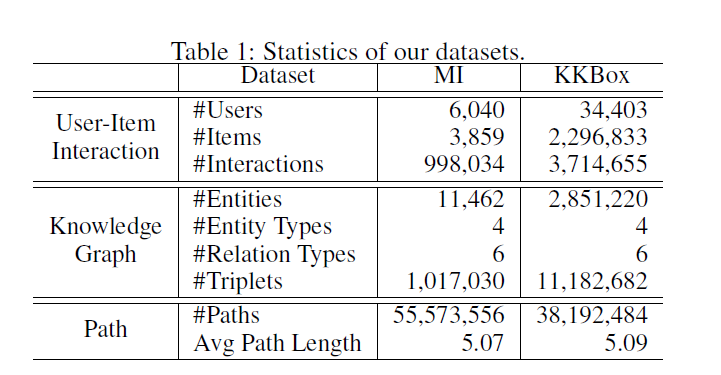 Table 1: Statistics of our datasets.
Dataset MI KKBox
User-Item Interaction
#Users 6,040 34,403
#Items 3,859 2,296,833
#Interactions 998,034 3,714,655
Knowledge Graph
#Entities 11,462 2,851,220
#Entity Types 4 4
#Relation Types 6 6
#Triplets 1,017,030 11,182,682
Path
#Paths 55,573,556 38,192,484
Avg Path Length 5.07 5.09